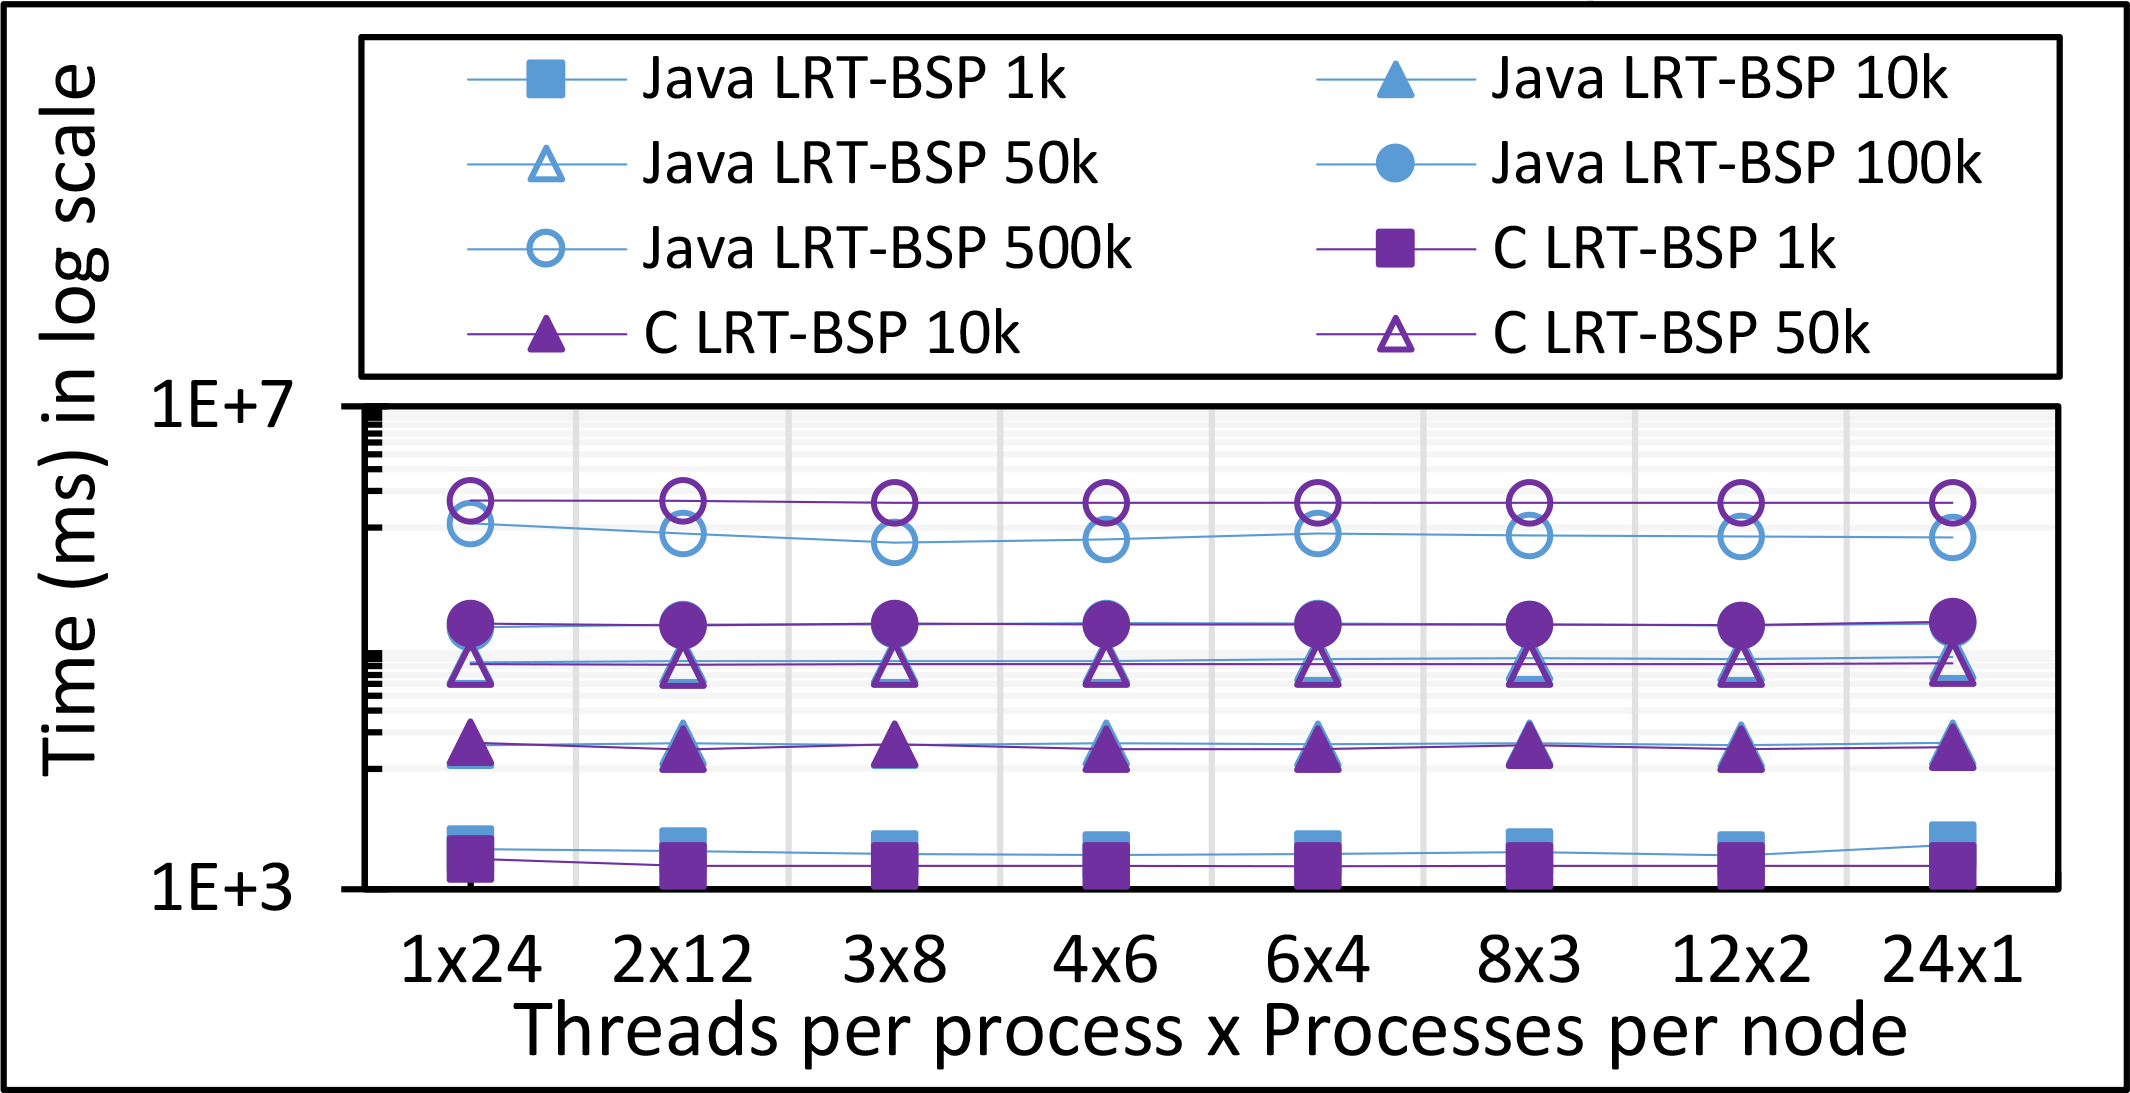 Time (ms) in log scale
Java LRT-BSP 1k
Java LRT-BSP 10k
Java LRT-BSP 50k
Java LRT-BSP 100k
Java LRT-BSP 500k
C LRT-BSP 1k
C LRT-BSP 10k
C LRT-BSP 50k
1E+7
1E+3
1x24 2x12 3x8 4x6 6x4 8x3 12x2 24x1
Threads per process x Processes per node